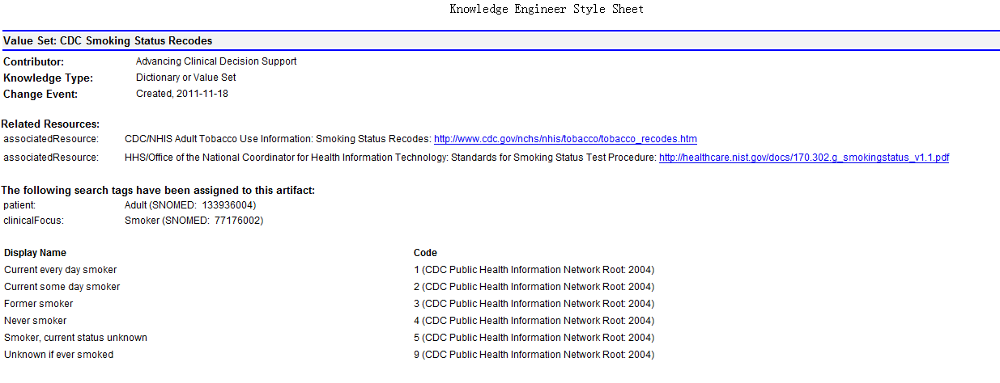 Knowledge Engineer Style Sheet
Value Set: CDC Smoking Status Recodes
Contributor: Advancing Clinical Decision Support
Knowledge Type: Dictionary or Value Set
Change Event: Created, 2011-11-18
Related Resources:
associatedResource: CDC/NHIS Adult Tobacco Use Information: Smoking Status Recodes: http://www.cdc.gov/nchs/nhis/tobacco/tobacco_recodes.htm
associatedResource: HHS/Office of the National Coordinator for Health Information Technology: Standards for Smoking Status Test Procedure: http://healthcare.nist.gov/docs/170.302.g_smokingstatus_v1.1.pdf
The following search tags have been assigned to this artifact:
patient: Adult (SNOMED: 133936004)
clinicalFocus: Smoker (SNOMED: 77176002)
Display Name Code
Current every day smoker 1 (CDC Public Health Information Network Root: 2004)
Current some day smoker 2 (CDC Public Health Information Network Root: 2004)
Former smoker 3 (CDC Public Health Information Network Root: 2004)
Never smoker 4 (CDC Public Health Information Network Root: 2004)
Smoker, current status unknown 5 (CDC Public Health Information Network Root: 2004)
Unknown if ever smoked 9 (CDC Public Health Information Network Root: 2004)